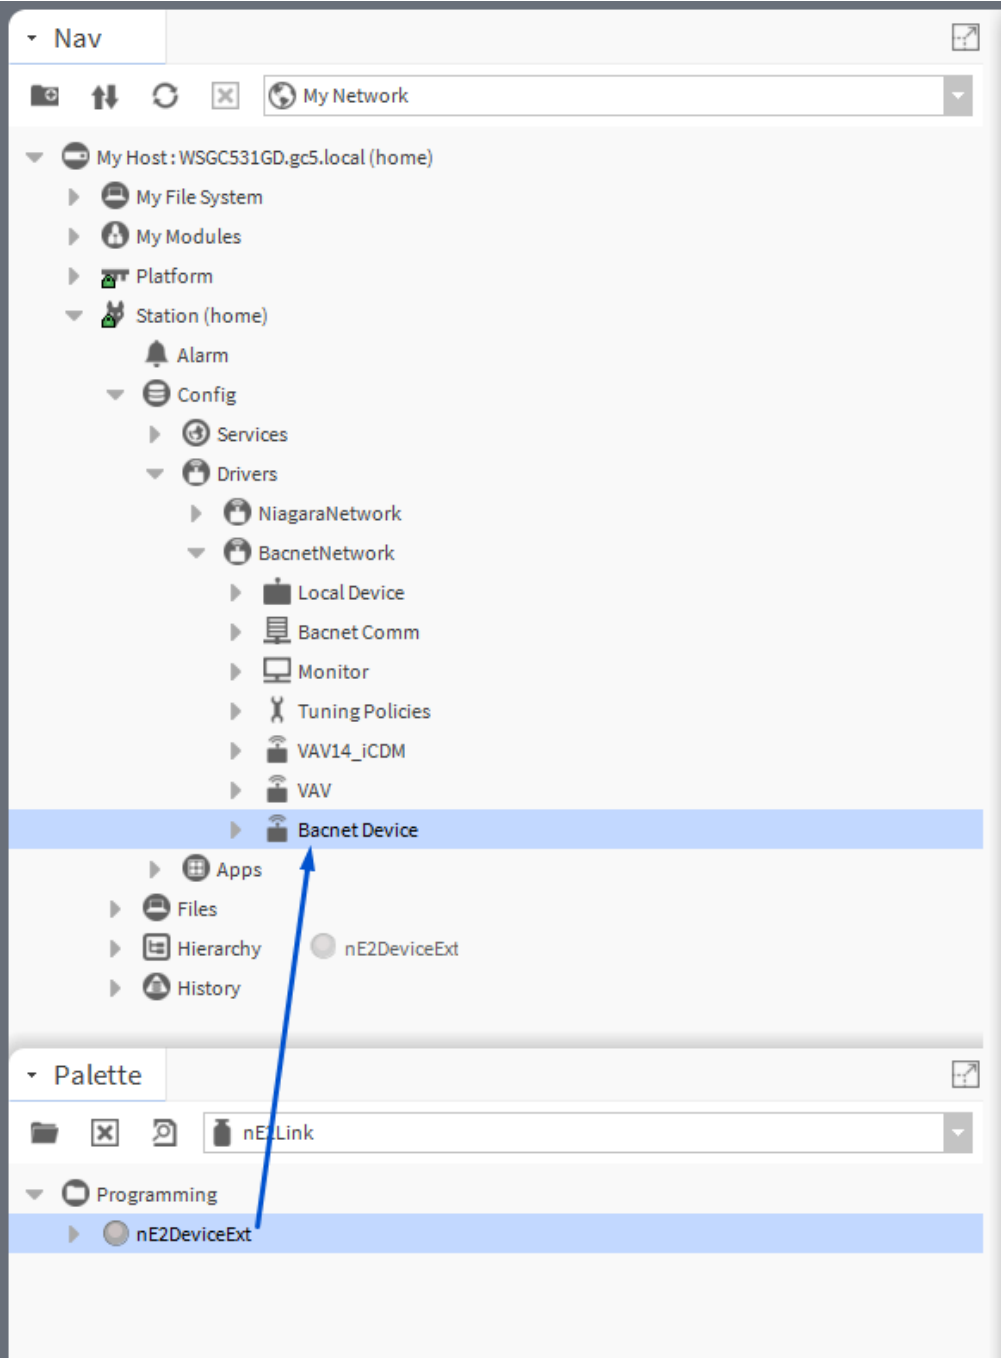 Nav
My Network
My Host : WSGC531GD.gc5.local (home)
My File System
My Modules
Platform
Station (home)
Alarm
Config
Services
Drivers
NiagaraNetwork
BacnetNetwork
Local Device
Bacnet Comm
Monitor
Tuning Policies
VAV14_iCDM
VAV
Bacnet Device
Apps
Files
Hierarchy nE2DeviceExt
History
Palette
nE2Link
Programming
nE2DeviceExt